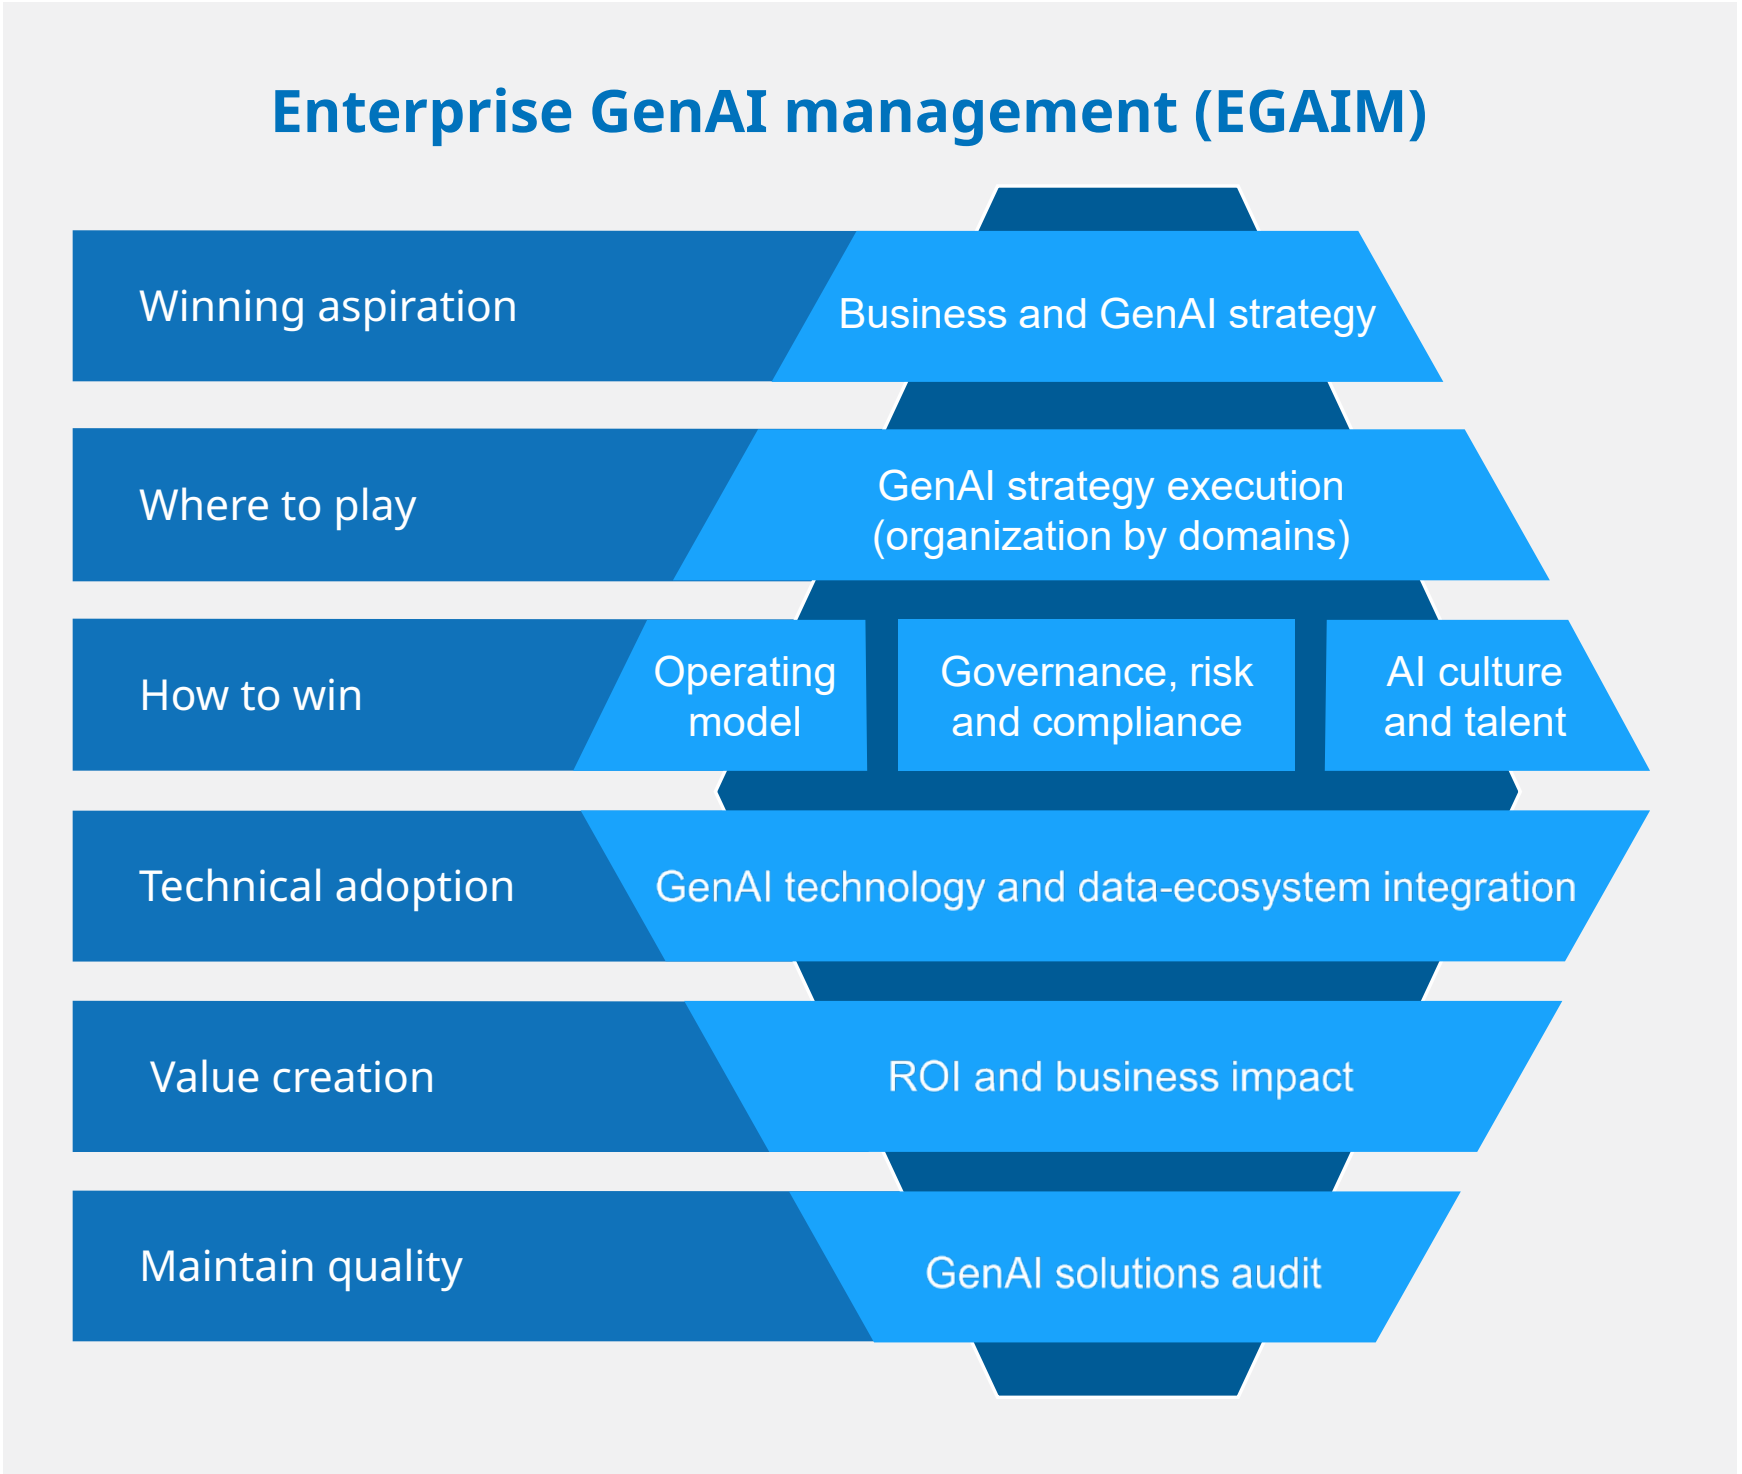 Enterprise GenAI management (EGAIM)
Winning aspiration
Business and GenAI strategy
Where to play
GenAI strategy execution
(organization by domains)
How to win
Operating
model
Governance, risk
and compliance
AI culture
and talent
Technical adoption
GenAI technology and data-ecosystem integration
Value creation
ROI and business impact
Maintain quality
GenAI solutions audit